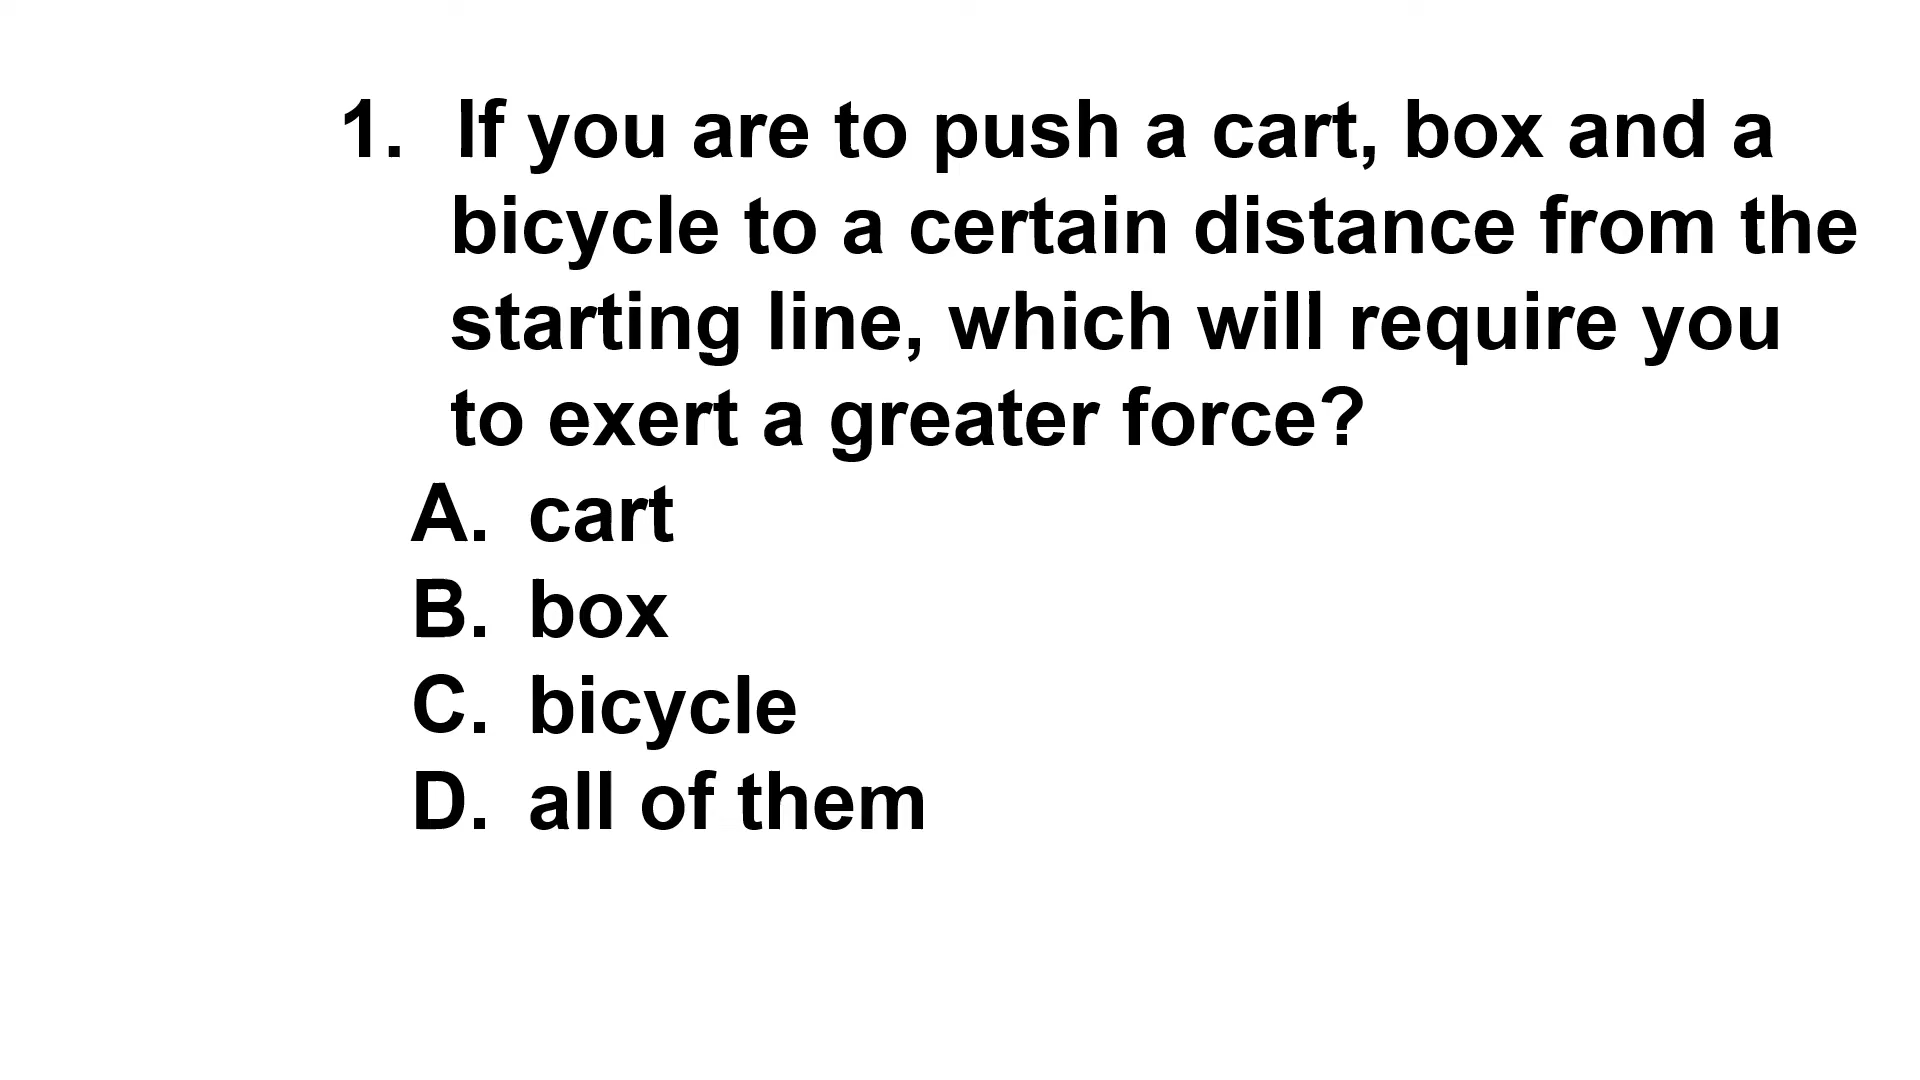 1. If you are to push a cart, box and a
bicycle to a certain distance from the
starting line, which will require you
to exert a greater force?
A. cart
B. box
C. bicycle
D. all of them